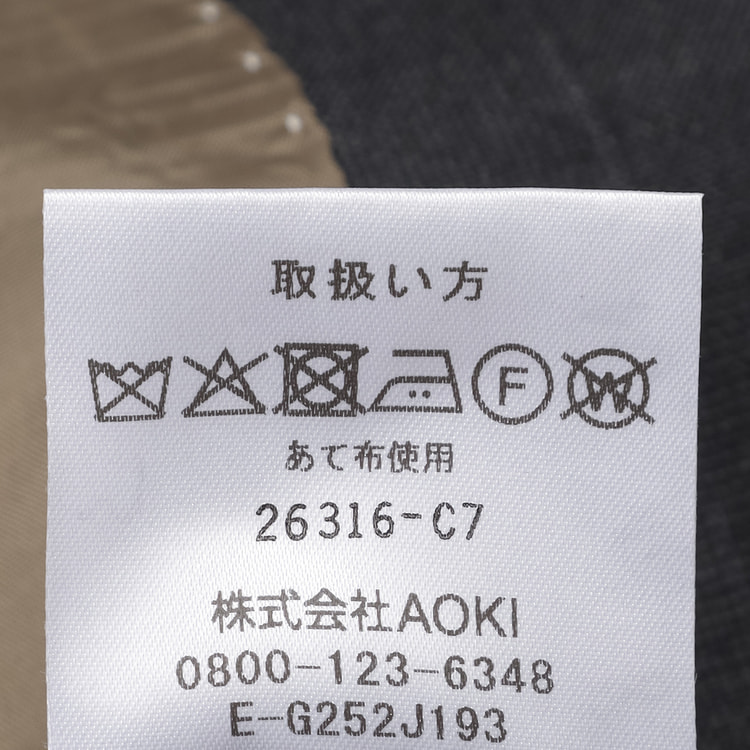 取扱い方
F W
あて布使用
26316-C7
株式会社AOKI
0800-123-6348
E-G252J193